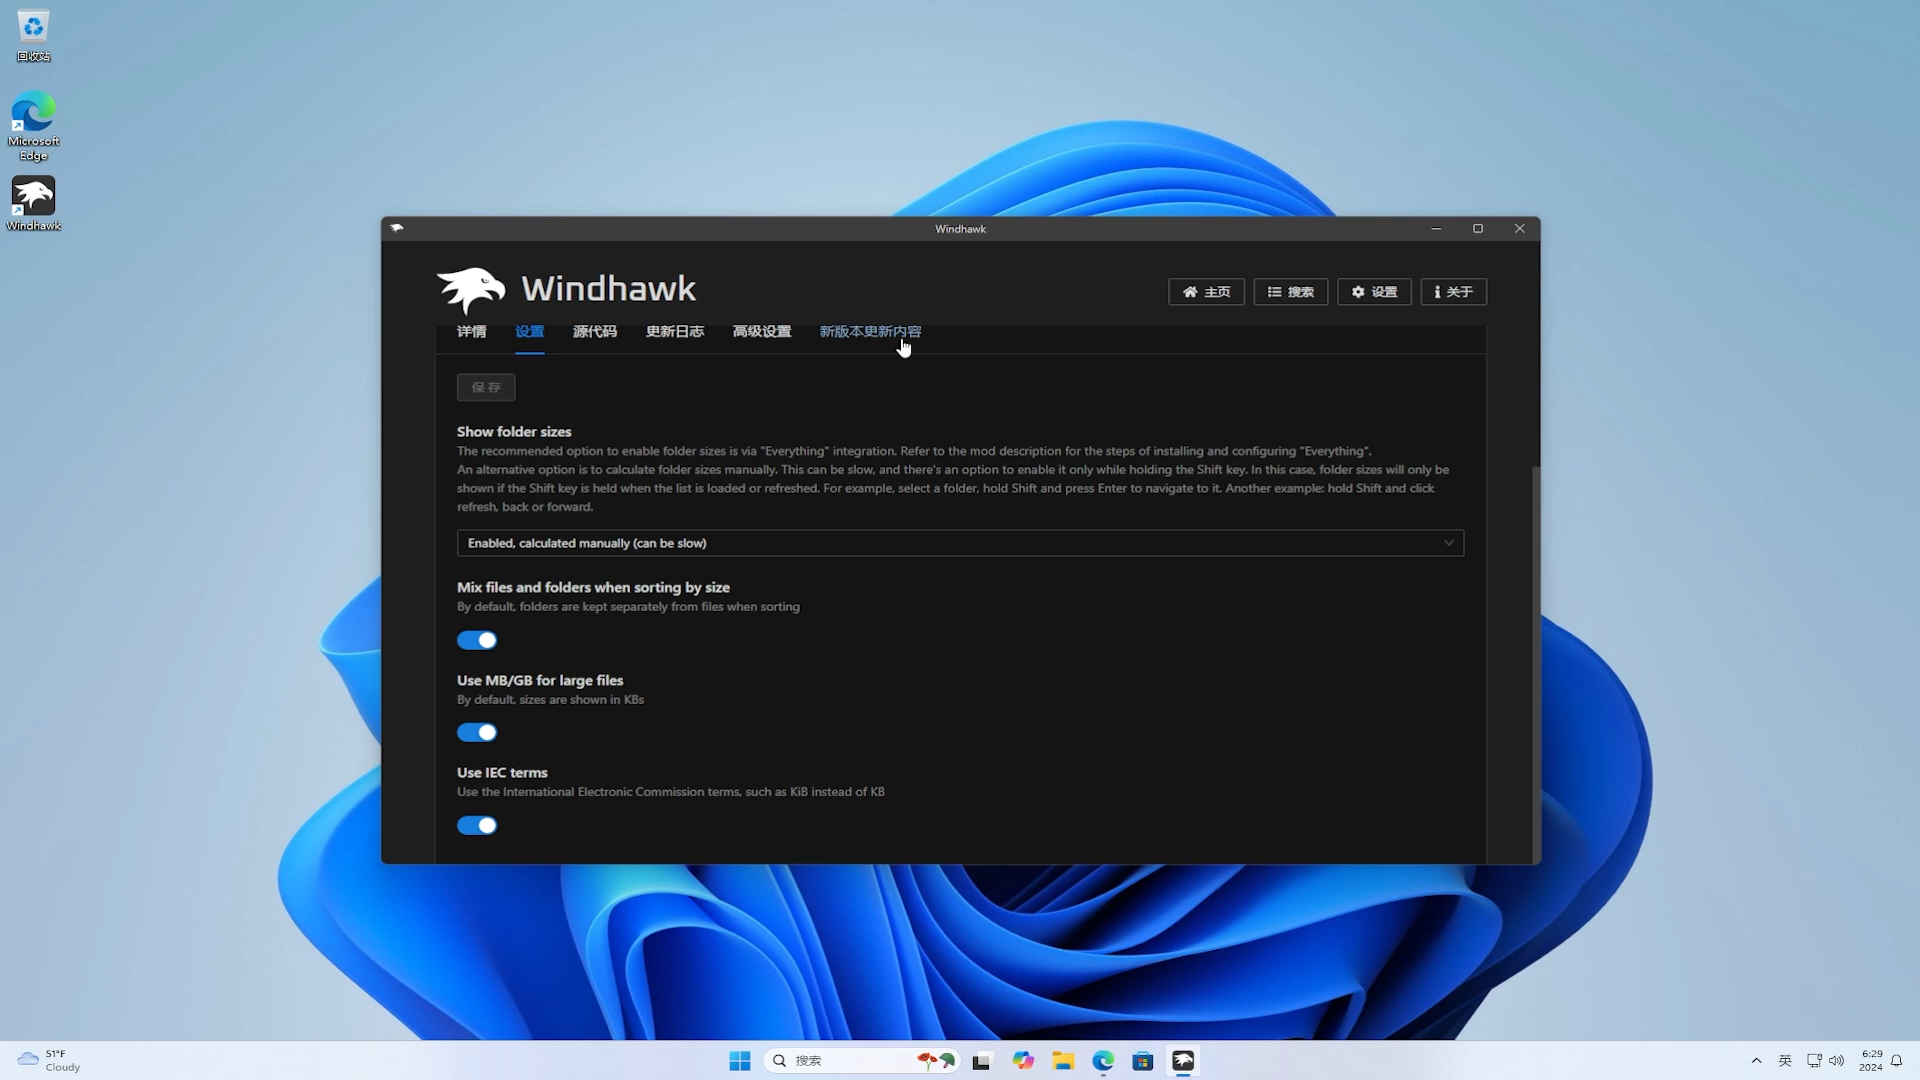 回收站
Microsoft
Edge
Windhawk
Windhawk
Windhawk
主页
搜索
设置
关于
详情
设置
源代码
更新日志
高级设置
新版本更新内容
保存
Show folder sizes
The recommended option to enable folder sizes is via "Everything" integration. Refer to the mod description for the steps of installing and configuring "Everything".
An alternative option is to calculate folder sizes manually. This can be slow, and there's an option to enable it only while holding the Shift key. In this case, folder sizes will only be
shown if the Shift key is held when the list is loaded or refreshed. For example, select a folder, hold Shift and press Enter to navigate to it. Another example: hold Shift and click
refresh, back or forward.
Enabled, calculated manually (can be slow)
Mix files and folders when sorting by size
By default, folders are kept separately from files when sorting
Use MB/GB for large files
By default, sizes are shown in KBs
Use IEC terms
Use the International Electronic Commission terms, such as KiB instead of KB
51°F
Cloudy
搜索
英
6:29
2024